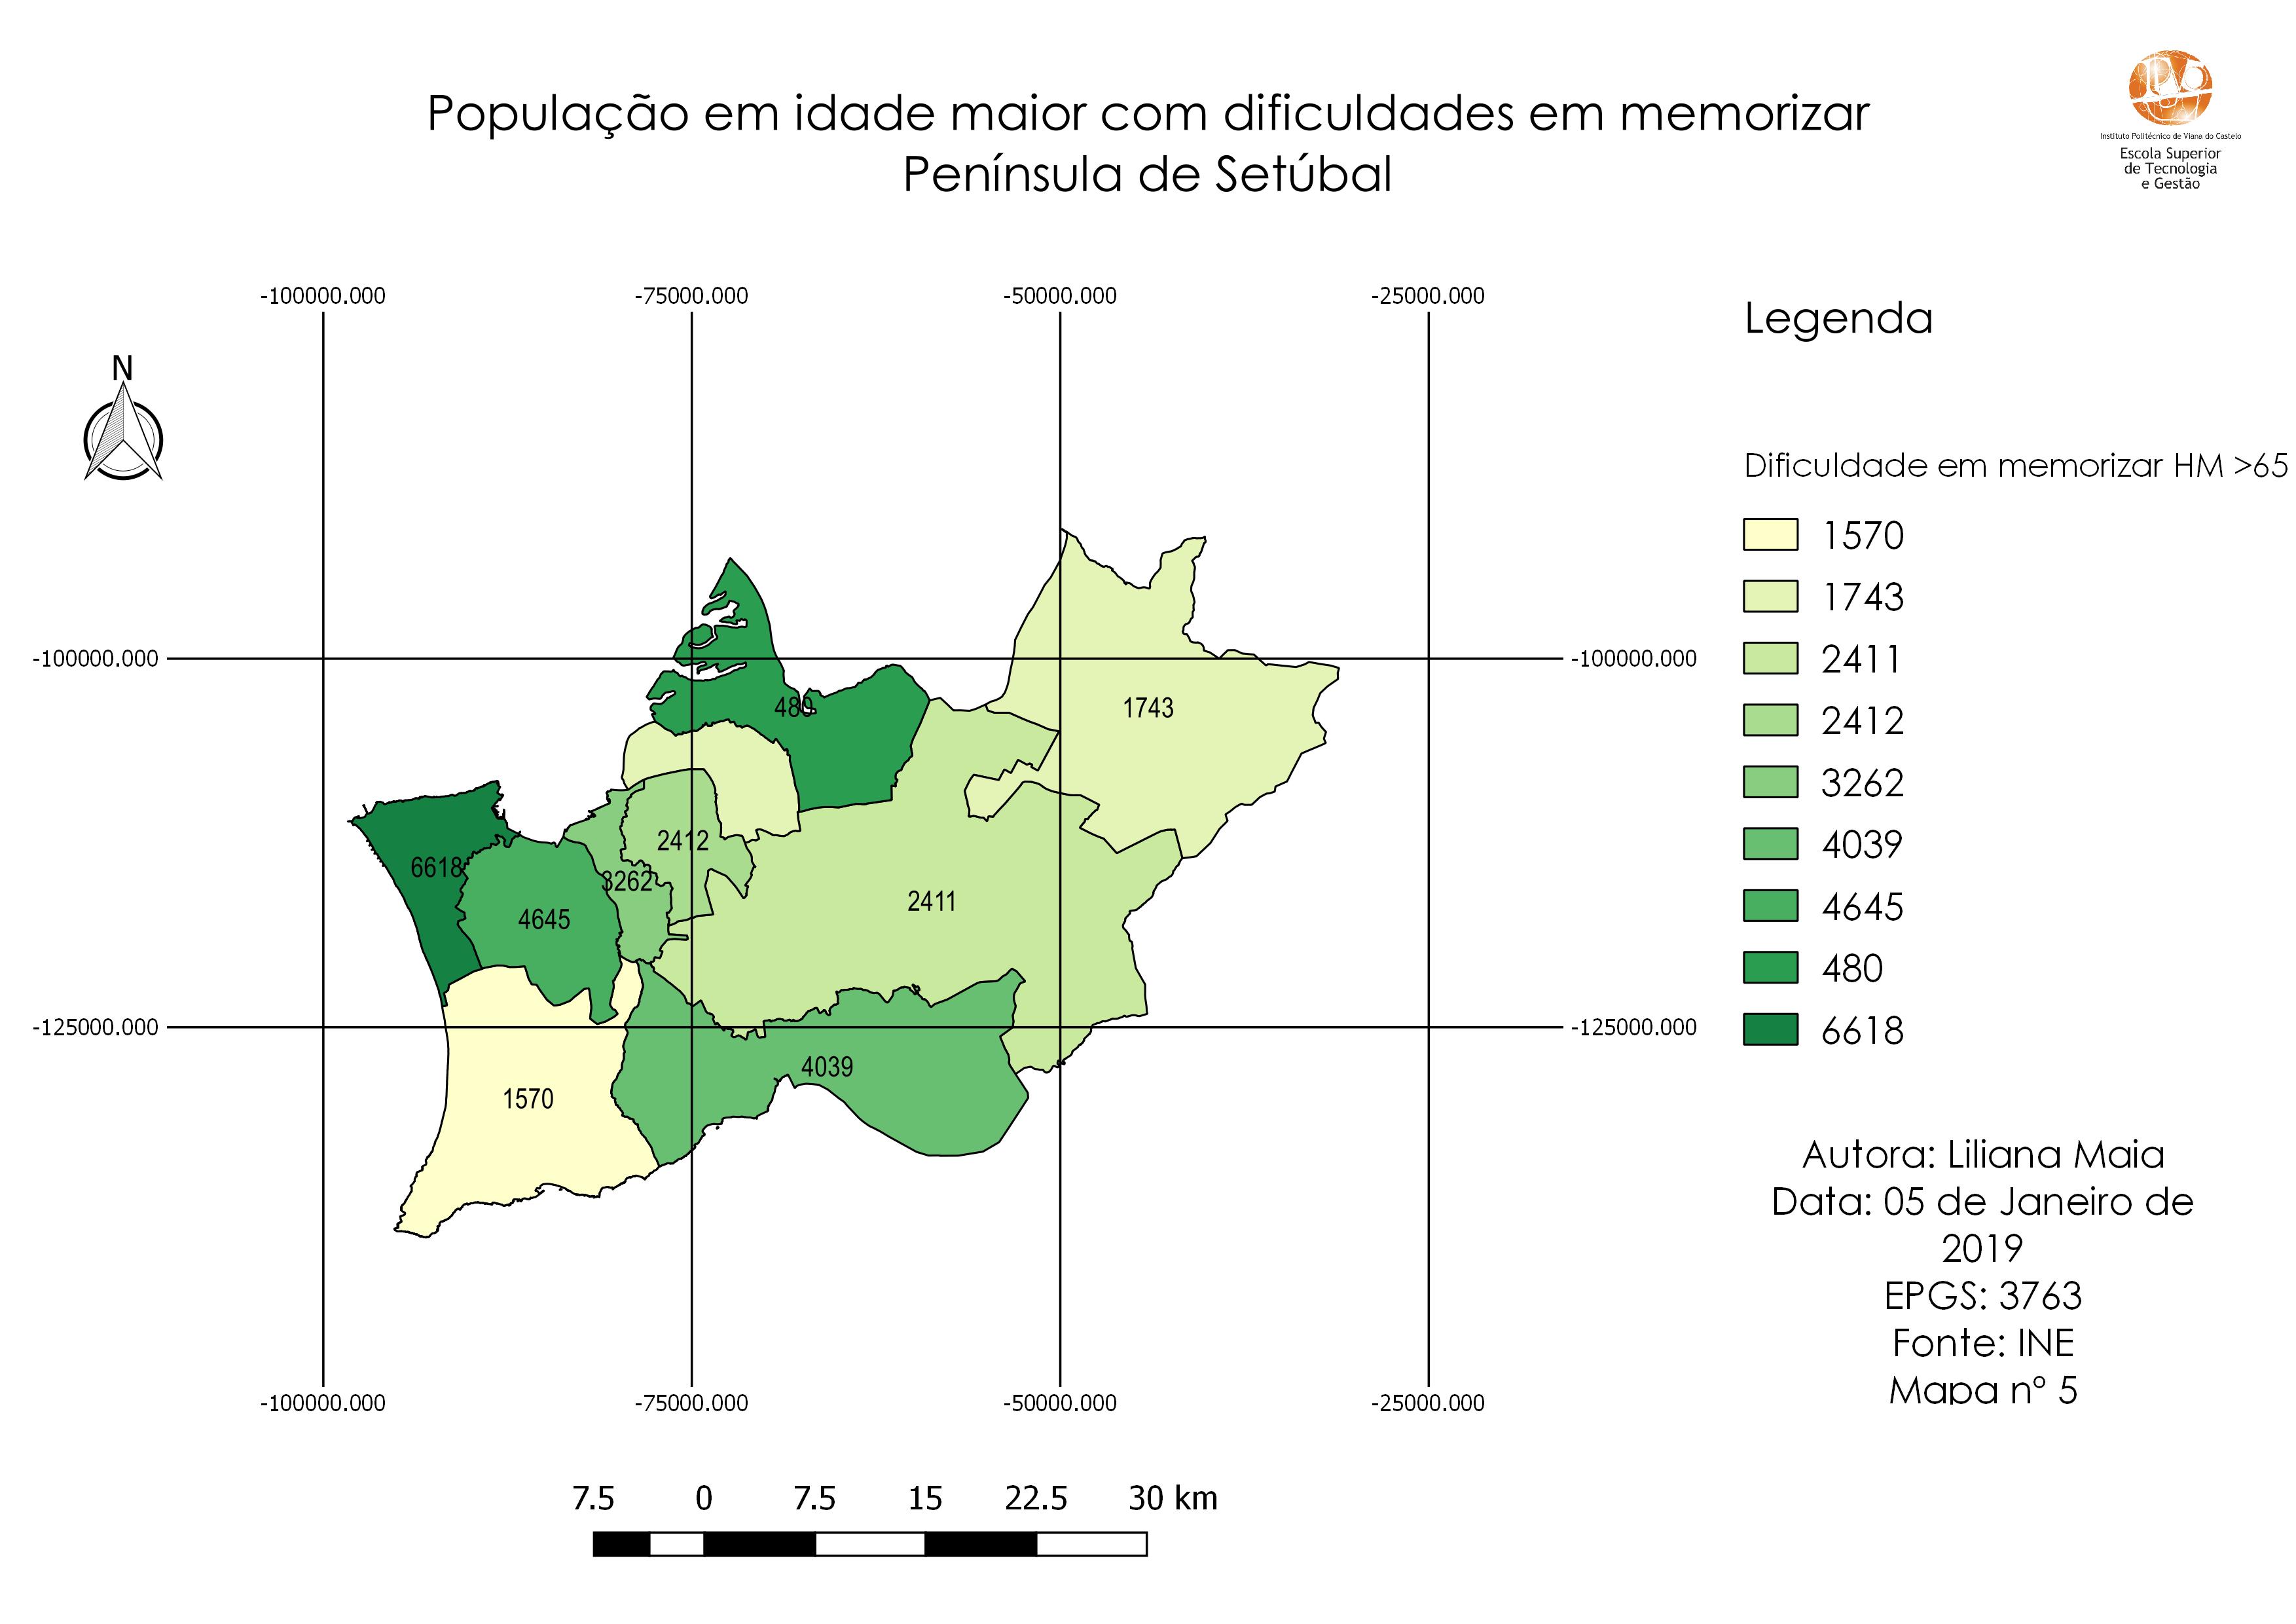 População em idade maior com dificuldades em memorizar
Península de Setúbal
Instituto Politécnico de Viana do Castelo
Escola Superior
de Tecnologia
e Gestão
-100000.000
-75000.000
-50000.000
-25000.000
Legenda
N
Dificuldade em memorizar HM >65
1570
1743
2411
2412
3262
4039
4645
480
6618
-100000.000
-100000.000
480
1743
2412
6618
3262
2411
4645
-125000.000
-125000.000
4039
1570
Autora: Liliana Maia
Data: 05 de Janeiro de
2019
EPGS: 3763
Fonte: INE
Mapa nº 5
-100000.000
-75000.000
-50000.000
-25000.000
7.5 0 7.5 15 22.5 30 km